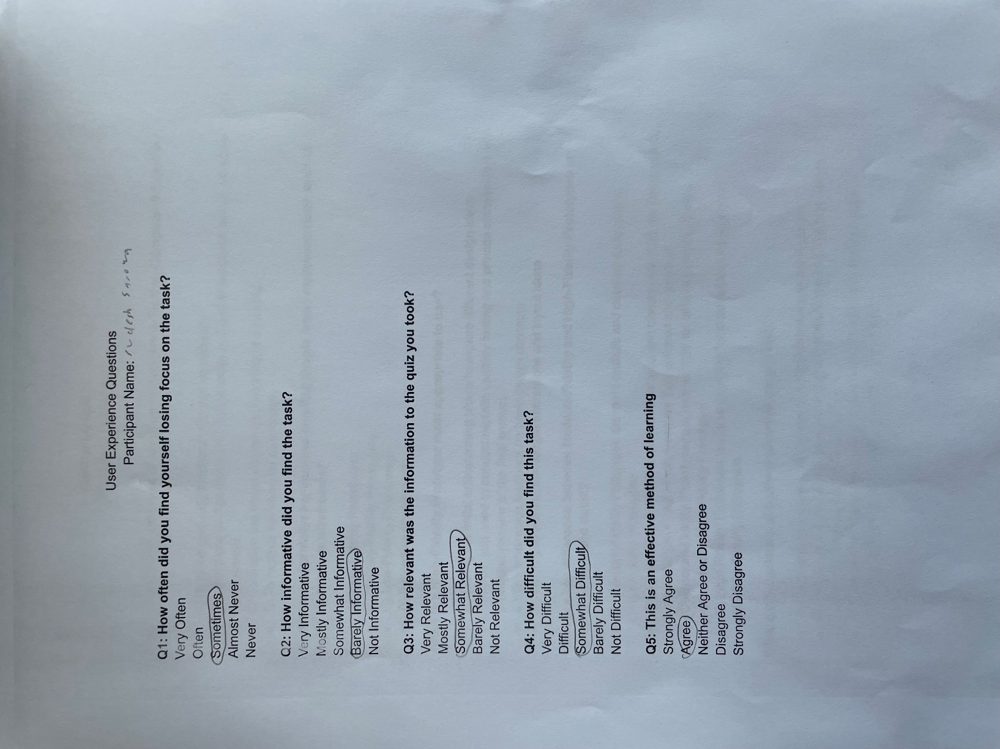 User Experience Questions
Participant Name:
Q1: How often did you find yourself losing focus on the task?
Very Often
Often
Sometimes
Almost Never
Never
Q2: How informative did you find the task?
Very Informative
Mostly Informative
Somewhat Informative
Barely Informative
Not Informative
Q3: How relevant was the information to the quiz you took?
Very Relevant
Mostly Relevant
Somewhat Relevant
Barely Relevant
Not Relevant
Q4: How difficult did you find this task?
Very Difficult
Difficult
Somewhat Difficult
Barely Difficult
Not Difficult
Q5: This is an effective method of learning
Strongly Agree
Agree
Neither Agree or Disagree
Disagree
Strongly Disagree